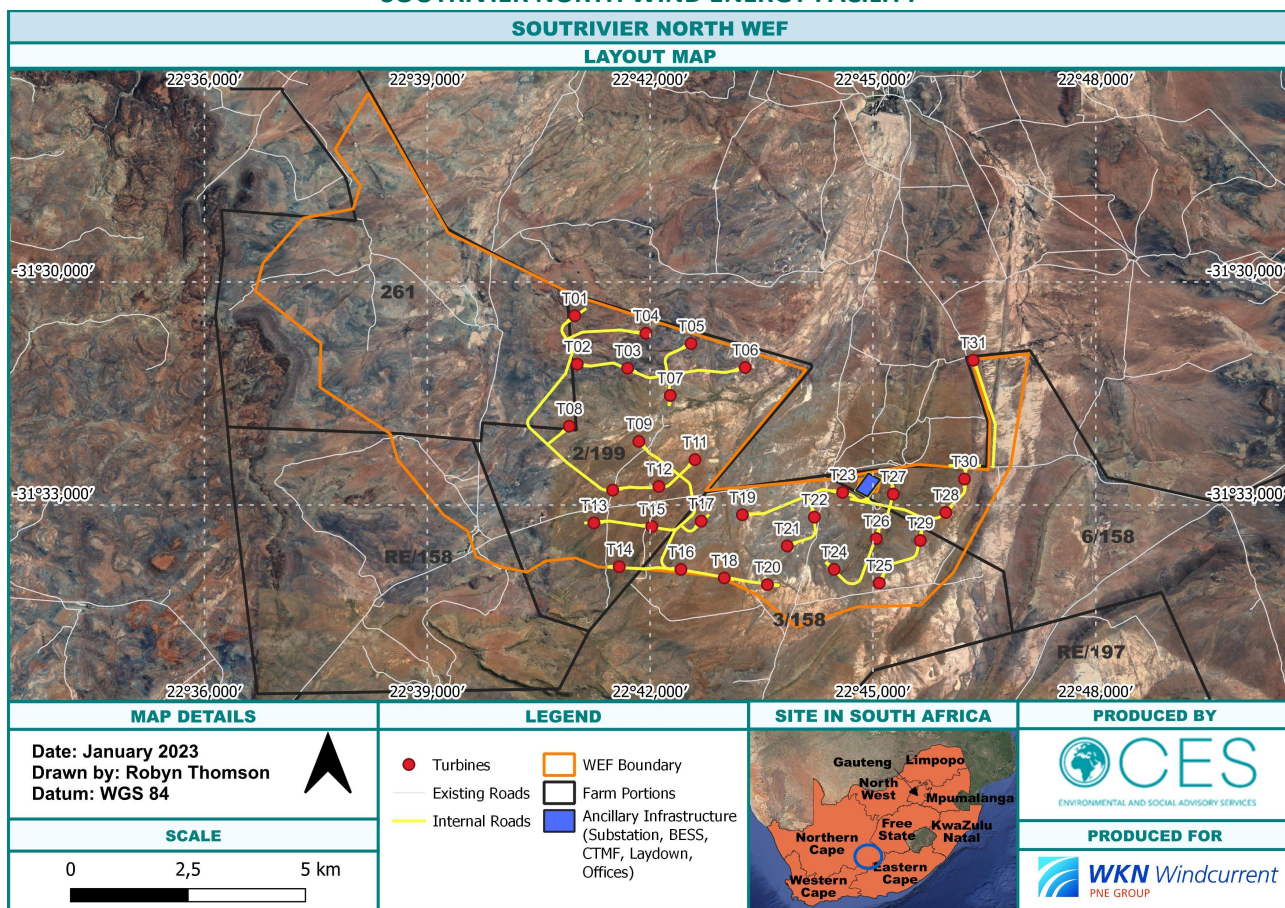 SOUTRIVIER NORTH WIND ENERGY FACILITY
SOUTRIVIER NORTH WEF
LAYOUT MAP
22°36,000′ 22°39,000′ 22°42,000′ 22°45,000′ 22°48,000′
-31°30,000′ -31°30,000′
261
T01
T04
T05
T02 T03 T06
T31
T07
T08
T09
2/199
T11
T12
T23 T27 T30
-31°33,000′ -31°33,000′
T13 T15 T17 T19 T22 T28
T21 T26 T29
6/158
RE/158
T14 T16 T18 T20 T24 T25
3/158
RE/197
22°36,000′ 22°39,000′ 22°42,000′ 22°45,000′ 22°48,000′
MAP DETAILS
Date: January 2023
Drawn by: Robyn Thomson
Datum: WGS 84
SCALE
0 2,5 5 km
LEGEND
Turbines
Existing Roads
Internal Roads
WEF Boundary
Farm Portions
Ancillary Infrastructure
(Substation, BESS,
CTMF, Laydown,
Offices)
SITE IN SOUTH AFRICA
Gauteng
Limpopo
North
West
Mpumalanga
Free
State
KwaZulu
Natal
Northern
Cape
Eastern
Cape
Western
Cape
PRODUCED BY
CES
ENVIRONMENTAL AND SOCIAL ADVISORY SERVICES
PRODUCED FOR
WKN Windcurrent
PNE GROUP